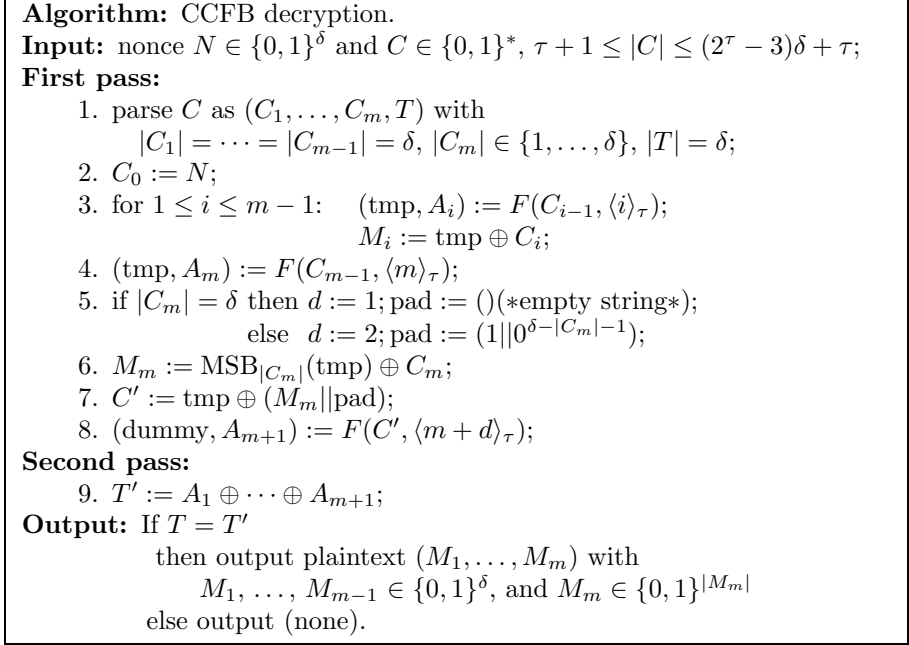 Algorithm: CCFB decryption.
Input: nonce N ∈ {0, 1}^δ and C ∈ {0, 1}^*, τ + 1 ≤ |C| ≤ (2^τ − 3)δ + τ;
First pass:
1. parse C as (C_1, . . . , C_m, T) with
|C_1| = · · · = |C_{m−1}| = δ, |C_m| ∈ {1, . . . , δ}, |T| = δ;
2. C_0 := N;
3. for 1 ≤ i ≤ m − 1: (tmp, A_i) := F(C_{i−1}, ⟨i⟩_τ);
M_i := tmp ⊕ C_i;
4. (tmp, A_m) := F(C_{m−1}, ⟨m⟩_τ);
5. if |C_m| = δ then d := 1; pad := ()(∗empty string∗);
else d := 2; pad := (1||0^{δ−|C_m|−1});
6. M_m := MSB_{|C_m|}(tmp) ⊕ C_m;
7. C′ := tmp ⊕ (M_m||pad);
8. (dummy, A_{m+1}) := F(C′, ⟨m + d⟩_τ);
Second pass:
9. T′ := A_1 ⊕ · · · ⊕ A_{m+1};
Output: If T = T′
then output plaintext (M_1, . . . , M_m) with
M_1, . . . , M_{m−1} ∈ {0, 1}^δ, and M_m ∈ {0, 1}^{|M_m|}
else output (none).